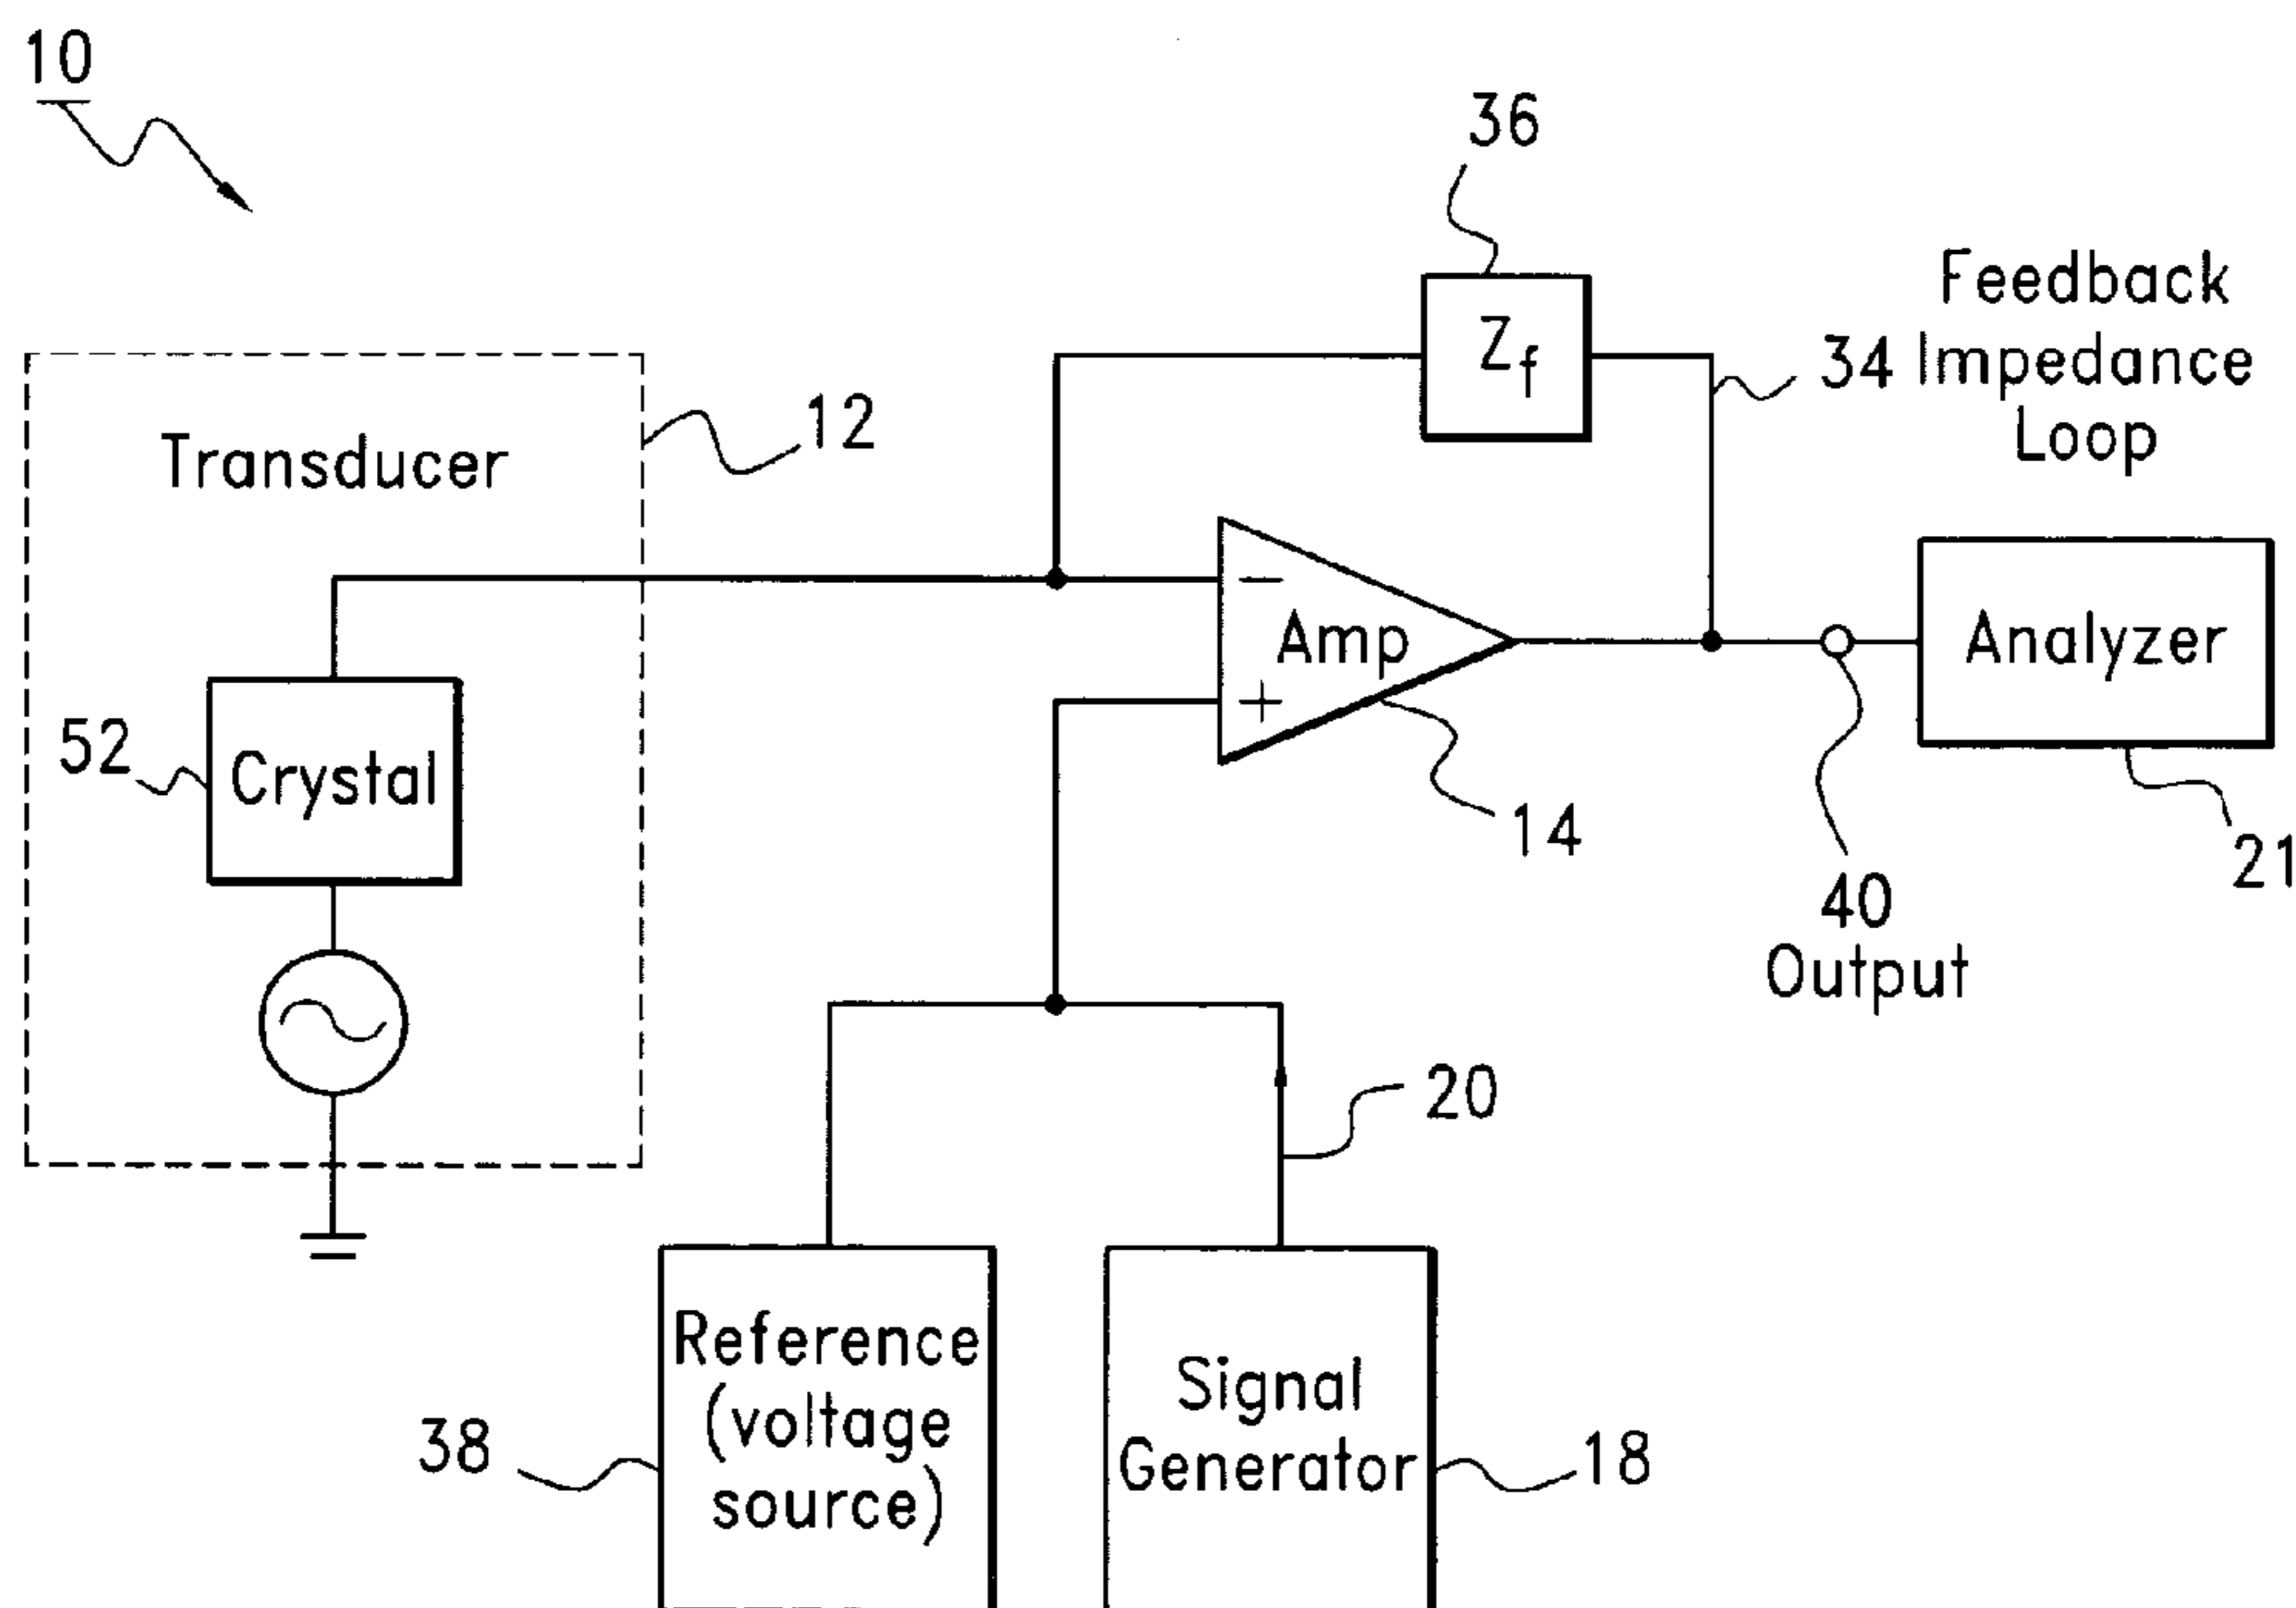 10
36
Feedback
Zf
34 Impedance
Loop
12
Transducer
−
Amp
+
Analyzer
52
Crystal
14
21
40
Output
20
Reference
(voltage
source)
38
Signal
Generator
18